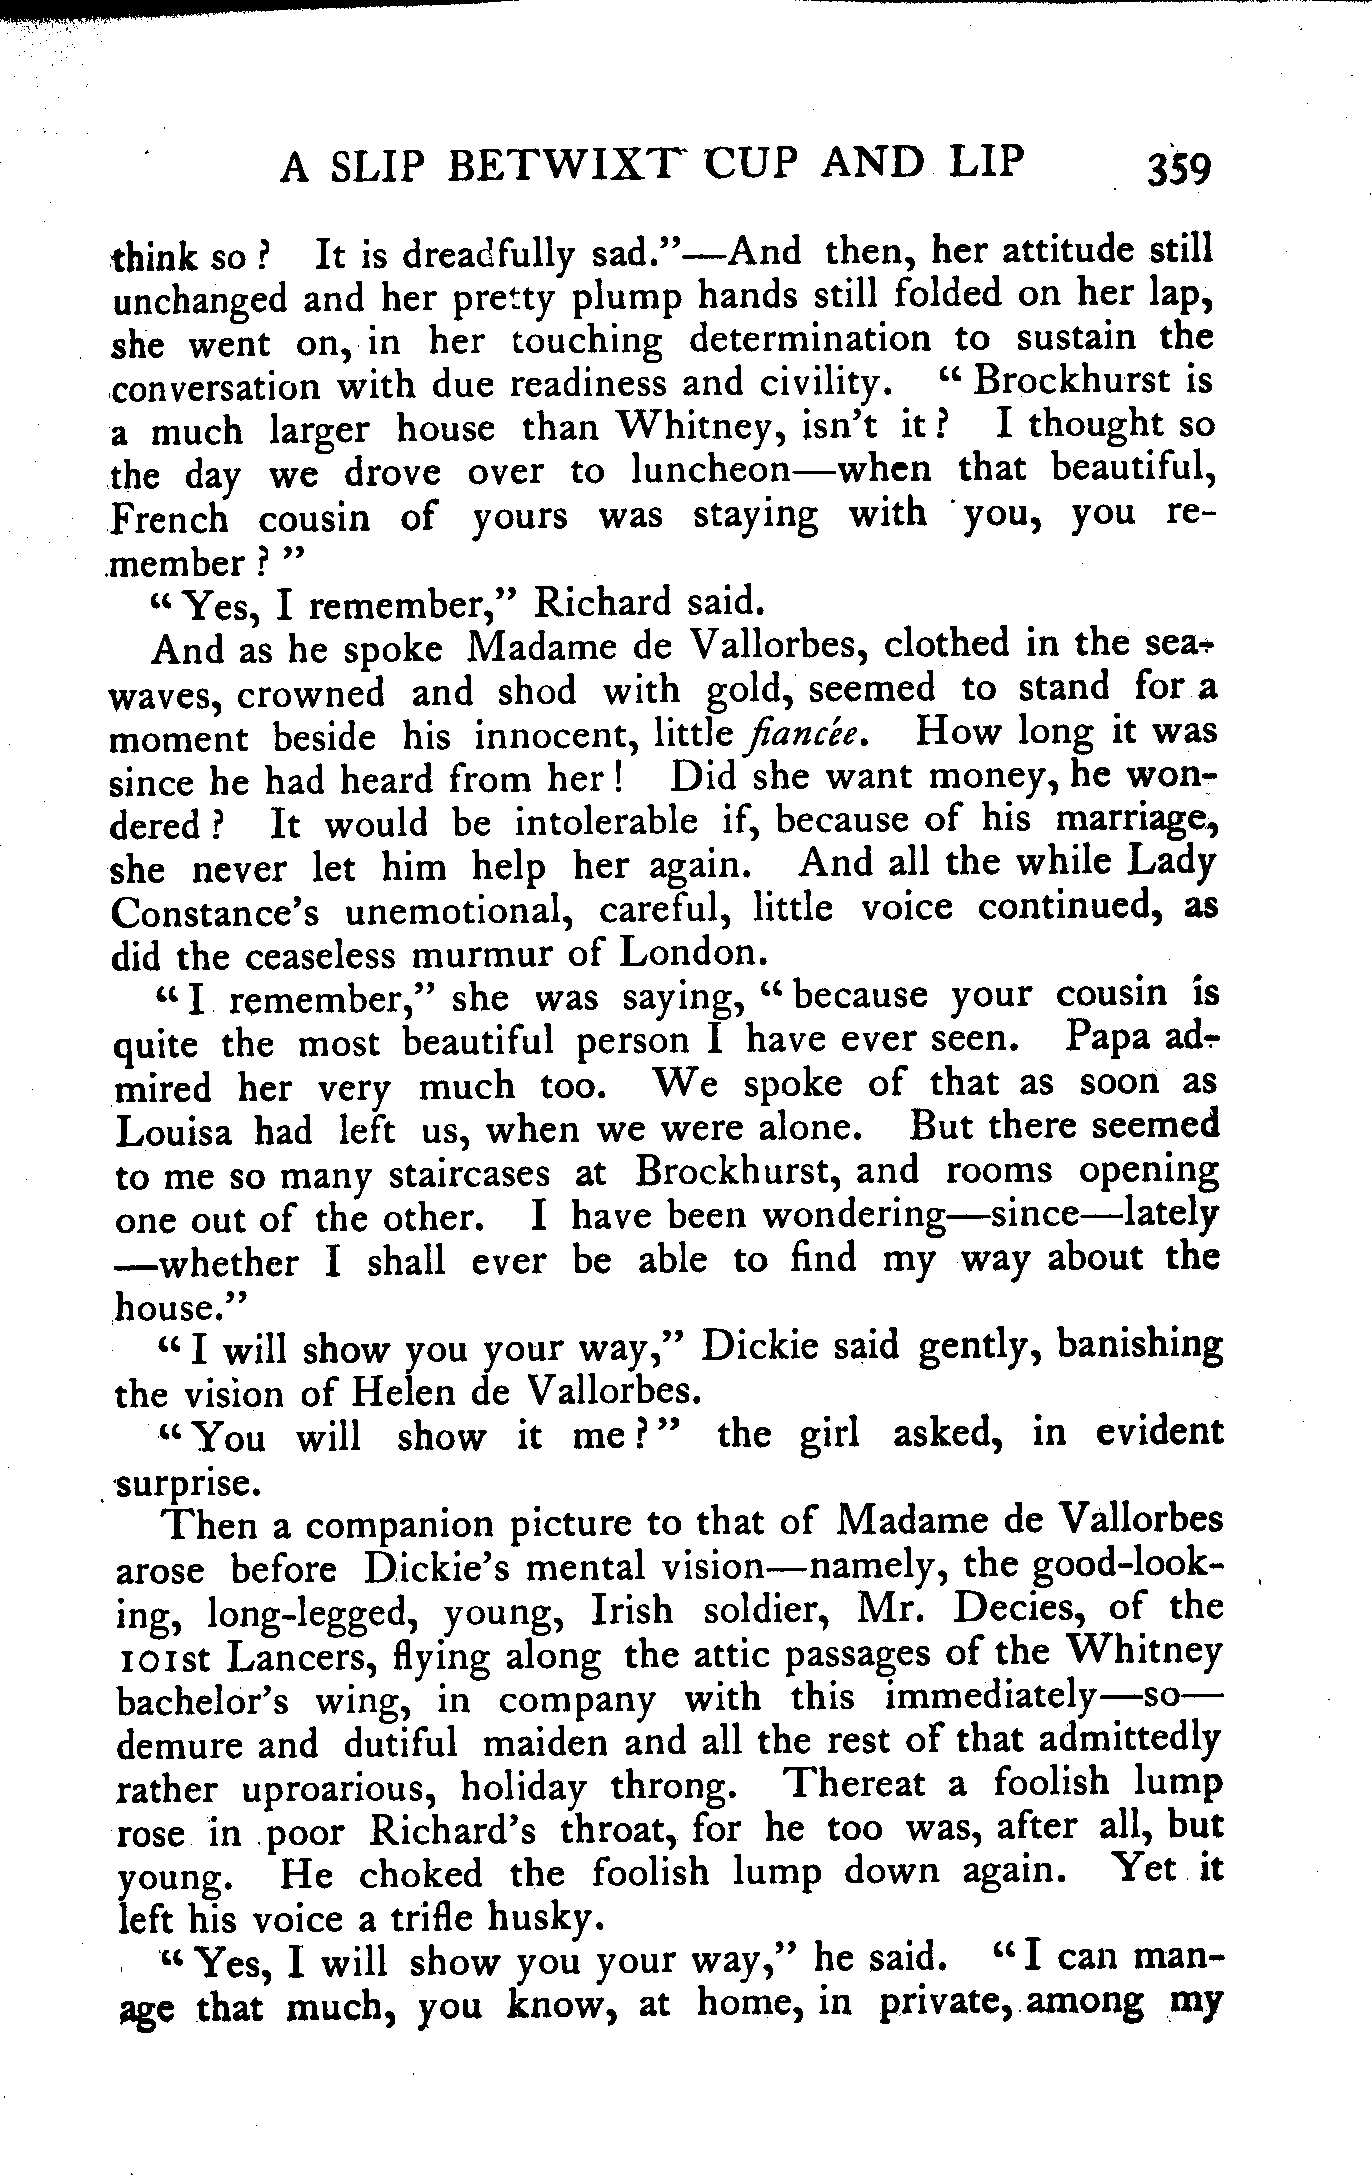 A SLIP BETWIXT CUP AND LIP 359
think so? It is dreadfully sad."—And then, her attitude still
unchanged and her pretty plump hands still folded on her lap,
she went on, in her touching determination to sustain the
conversation with due readiness and civility. "Brockhurst is
a much larger house than Whitney, isn't it? I thought so
the day we drove over to luncheon—when that beautiful,
French cousin of yours was staying with you, you re-
member?"
"Yes, I remember," Richard said.
And as he spoke Madame de Vallorbes, clothed in the sea-
waves, crowned and shod with gold, seemed to stand for a
moment beside his innocent, little fiancée. How long it was
since he had heard from her! Did she want money, he won-
dered? It would be intolerable if, because of his marriage,
she never let him help her again. And all the while Lady
Constance's unemotional, careful, little voice continued, as
did the ceaseless murmur of London.
"I remember," she was saying, "because your cousin is
quite the most beautiful person I have ever seen. Papa ad-
mired her very much too. We spoke of that as soon as
Louisa had left us, when we were alone. But there seemed
to me so many staircases at Brockhurst, and rooms opening
one out of the other. I have been wondering—since—lately
—whether I shall ever be able to find my way about the
house."
"I will show you your way," Dickie said gently, banishing
the vision of Helen de Vallorbes.
"You will show it me?" the girl asked, in evident
surprise.
Then a companion picture to that of Madame de Vallorbes
arose before Dickie's mental vision—namely, the good-look-
ing, long-legged, young, Irish soldier, Mr. Decies, of the
101st Lancers, flying along the attic passages of the Whitney
bachelor's wing, in company with this immediately—so—
demure and dutiful maiden and all the rest of that admittedly
rather uproarious, holiday throng. Thereat a foolish lump
rose in poor Richard's throat, for he too was, after all, but
young. He choked the foolish lump down again. Yet it
left his voice a trifle husky.
"Yes, I will show you your way," he said. "I can man-
age that much, you know, at home, in private, among my